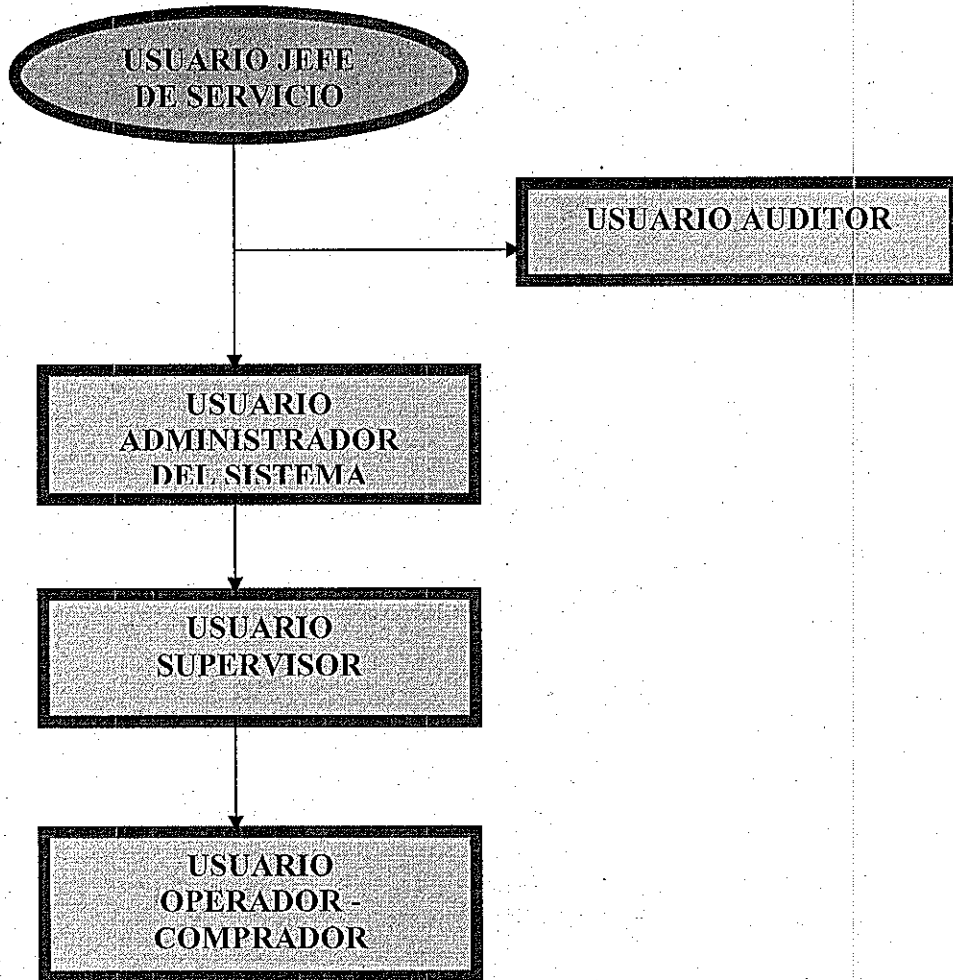 USUARIO JEFE
DE SERVICIO
USUARIO AUDITOR
USUARIO
ADMINISTRADOR
DEL SISTEMA
USUARIO
SUPERVISOR
USUARIO
OPERADOR -
COMPRADOR